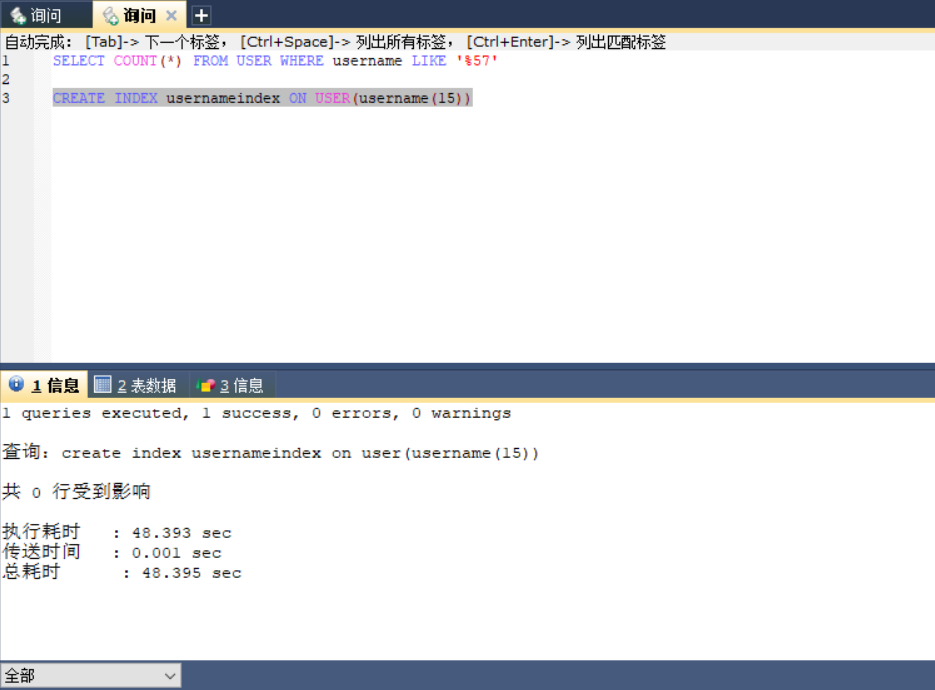 询问 询问
自动完成： [Tab]-> 下一个标签， [Ctrl+Space]-> 列出所有标签， [Ctrl+Enter]-> 列出匹配标签
1 SELECT COUNT(*) FROM USER WHERE username LIKE '%57'
2
3 CREATE INDEX usernameindex ON USER(username(15))
1 信息 2 表数据 3 信息
1 queries executed, 1 success, 0 errors, 0 warnings
查询：create index usernameindex on user(username(15))
共 0 行受到影响
执行耗时 : 48.393 sec
传送时间 : 0.001 sec
总耗时 : 48.395 sec
全部